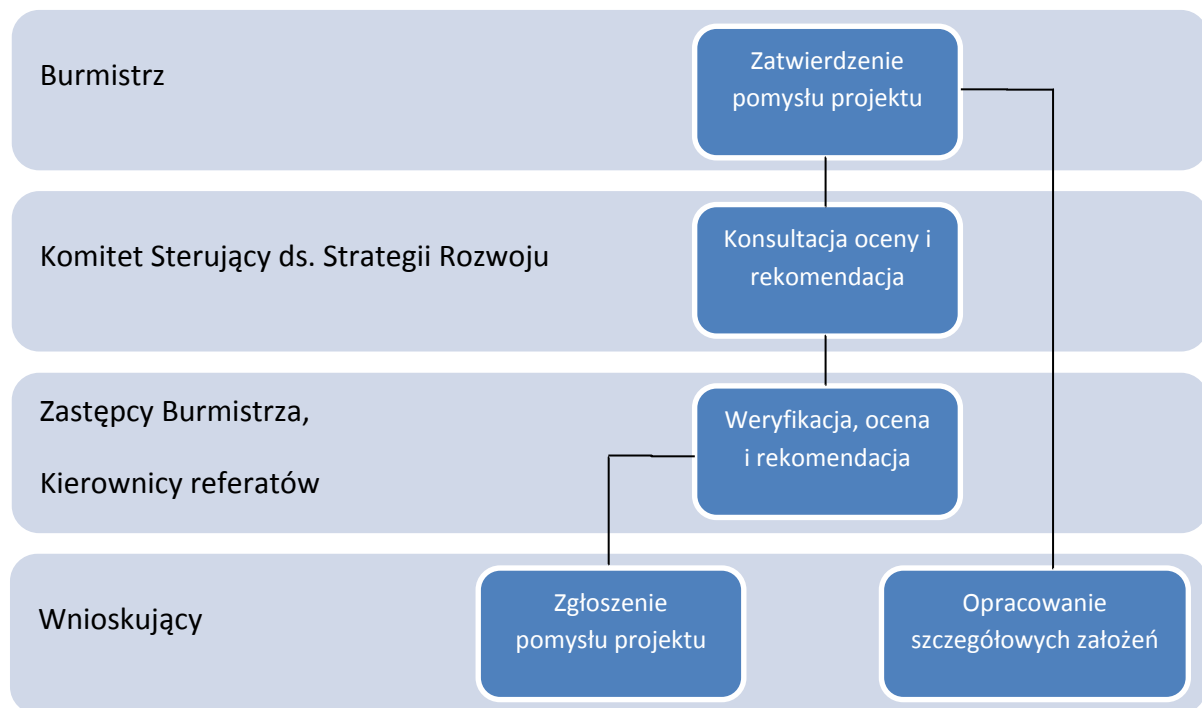 Burmistrz
Zatwierdzenie
pomysłu projektu
Komitet Sterujący ds. Strategii Rozwoju
Konsultacja oceny i
rekomendacja
Zastępcy Burmistrza,
Kierownicy referatów
Weryfikacja, ocena
i rekomendacja
Wnioskujący
Zgłoszenie
pomysłu projektu
Opracowanie
szczegółowych założeń